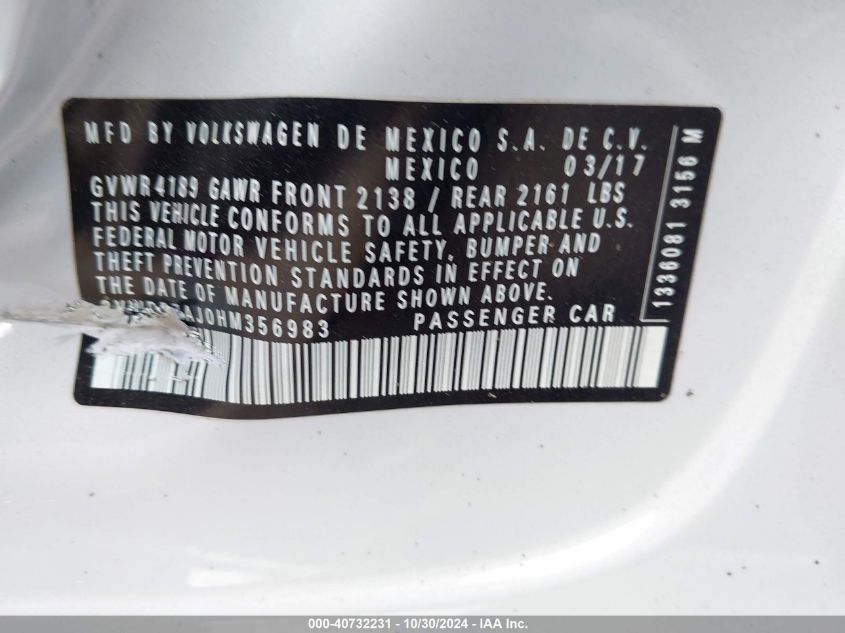 MFD BY VOLKSWAGEN DE MEXICO S.A. DE C.V.
MEXICO 03/17
GVWR 4189 GAWR FRONT 2138 / REAR 2161 LBS
THIS VEHICLE CONFORMS TO ALL APPLICABLE U.S.
FEDERAL MOTOR VEHICLE SAFETY, BUMPER AND
THEFT PREVENTION STANDARDS IN EFFECT ON
THE DATE OF MANUFACTURE SHOWN ABOVE.
PASSENGER CAR
1336081 3156 M
000-40732231 - 10/30/2024 - © IAA Inc.